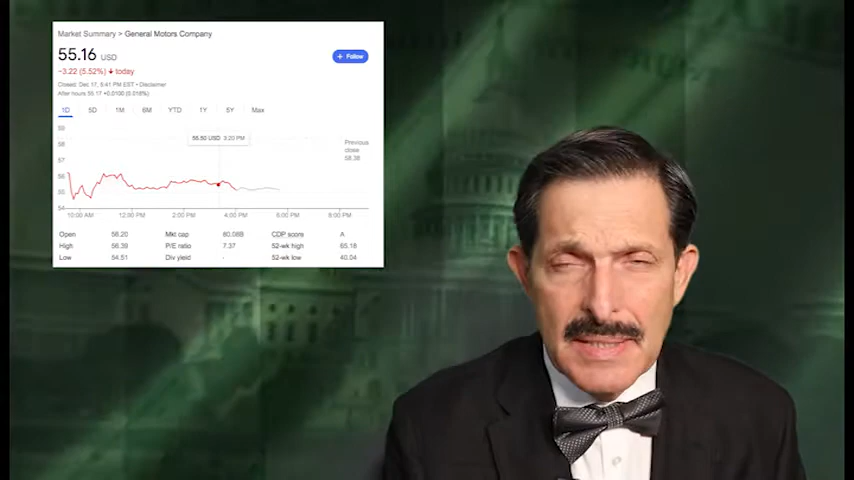 Market Summary > General Motors Company
55.16 USD
+ Follow
−3.22 (5.52%) ↓ today
Closed: Dec 17, 5:41 PM EST • Disclaimer
After hours 55.17 +0.0100 (0.018%)
1D 5D 1M 6M YTD 1Y 5Y Max
59
55.50 USD 3:20 PM
58
Previous
close
58.38
57
56
55
54
10:00 AM 12:00 PM 2:00 PM 4:00 PM 6:00 PM 8:00 PM
Open 56.20 Mkt cap 80.08B CDP score A
High 56.39 P/E ratio 7.37 52-wk high 65.18
Low 54.51 Div yield - 52-wk low 40.04